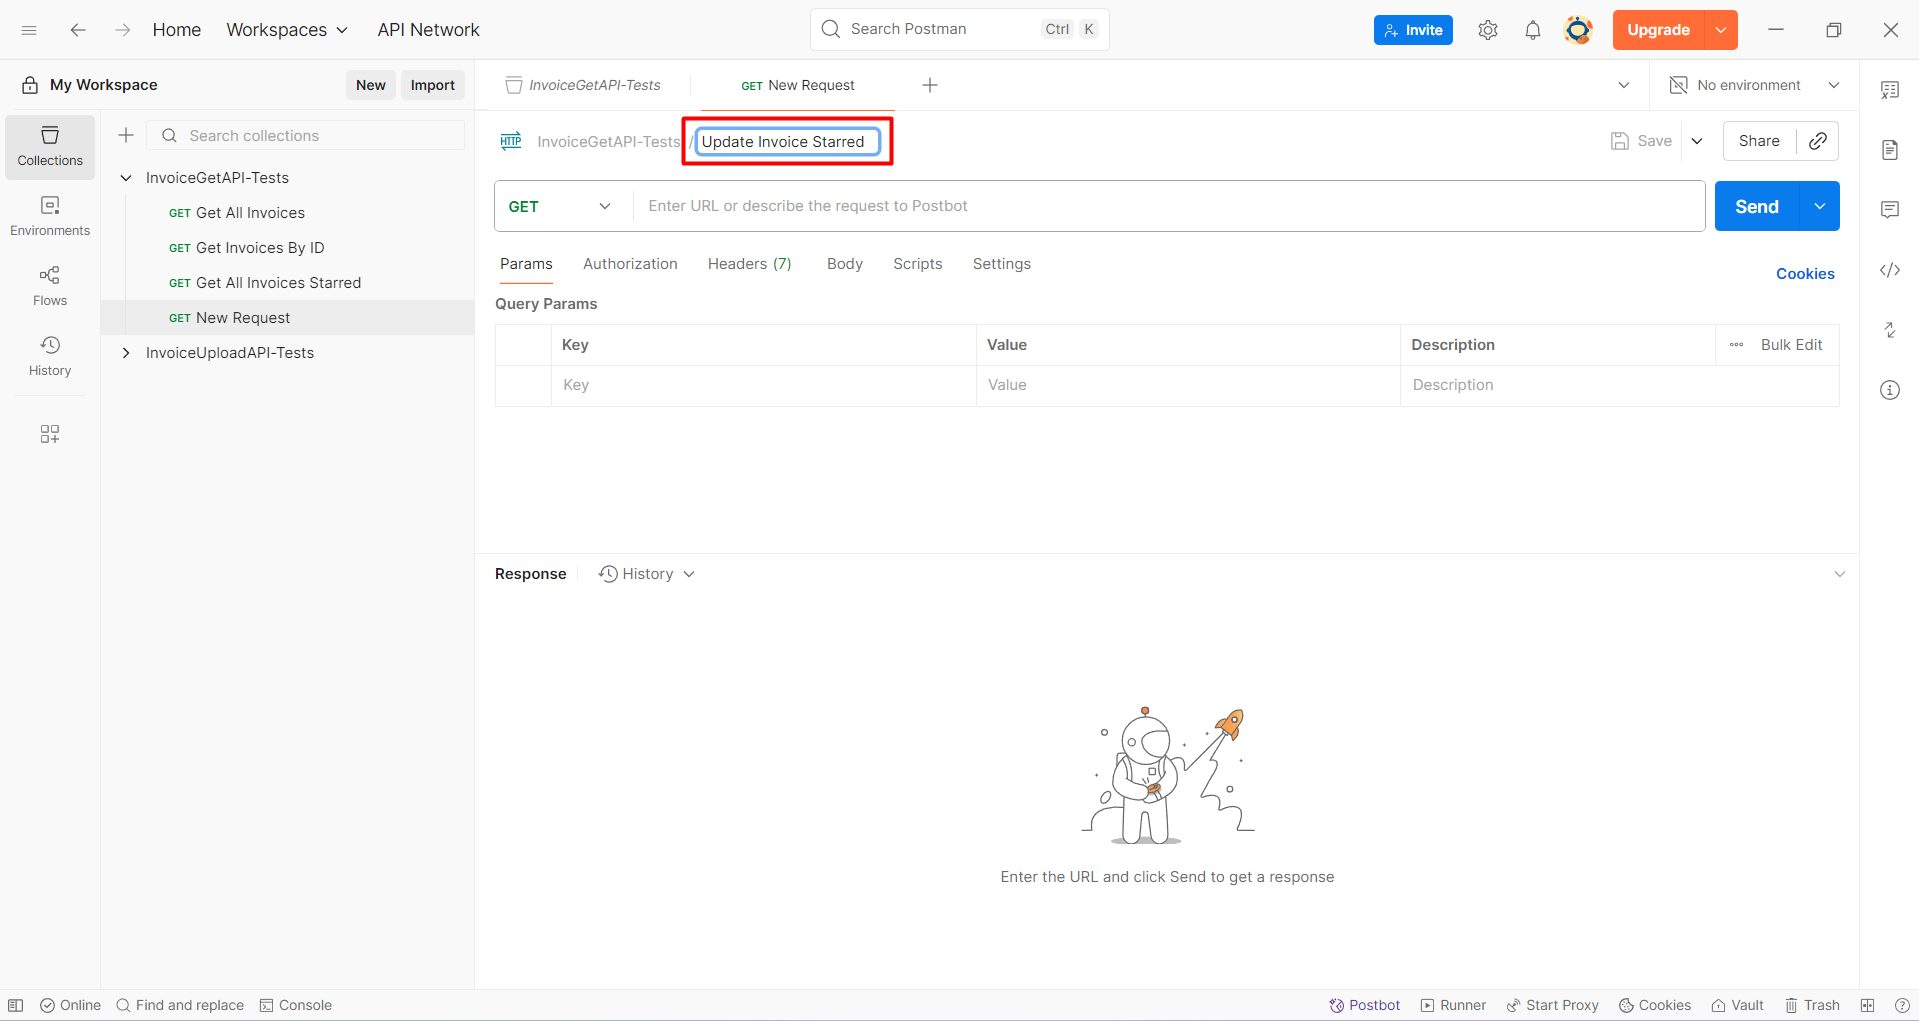 Home Workspaces API Network Search Postman Ctrl K Invite Upgrade
My Workspace New Import InvoiceGetAPI-Tests GET New Request No environment
Collections
Environments
Flows
History
Search collections
InvoiceGetAPI-Tests
GET Get All Invoices
GET Get Invoices By ID
GET Get All Invoices Starred
GET New Request
InvoiceUploadAPI-Tests
HTTP InvoiceGetAPI-Tests / Update Invoice Starred Save Share
GET Enter URL or describe the request to Postbot Send
Params Authorization Headers (7) Body Scripts Settings Cookies
Query Params
Key Value Description Bulk Edit
Key Value Description
Response History
Enter the URL and click Send to get a response
Online Find and replace Console Postbot Runner Start Proxy Cookies Vault Trash